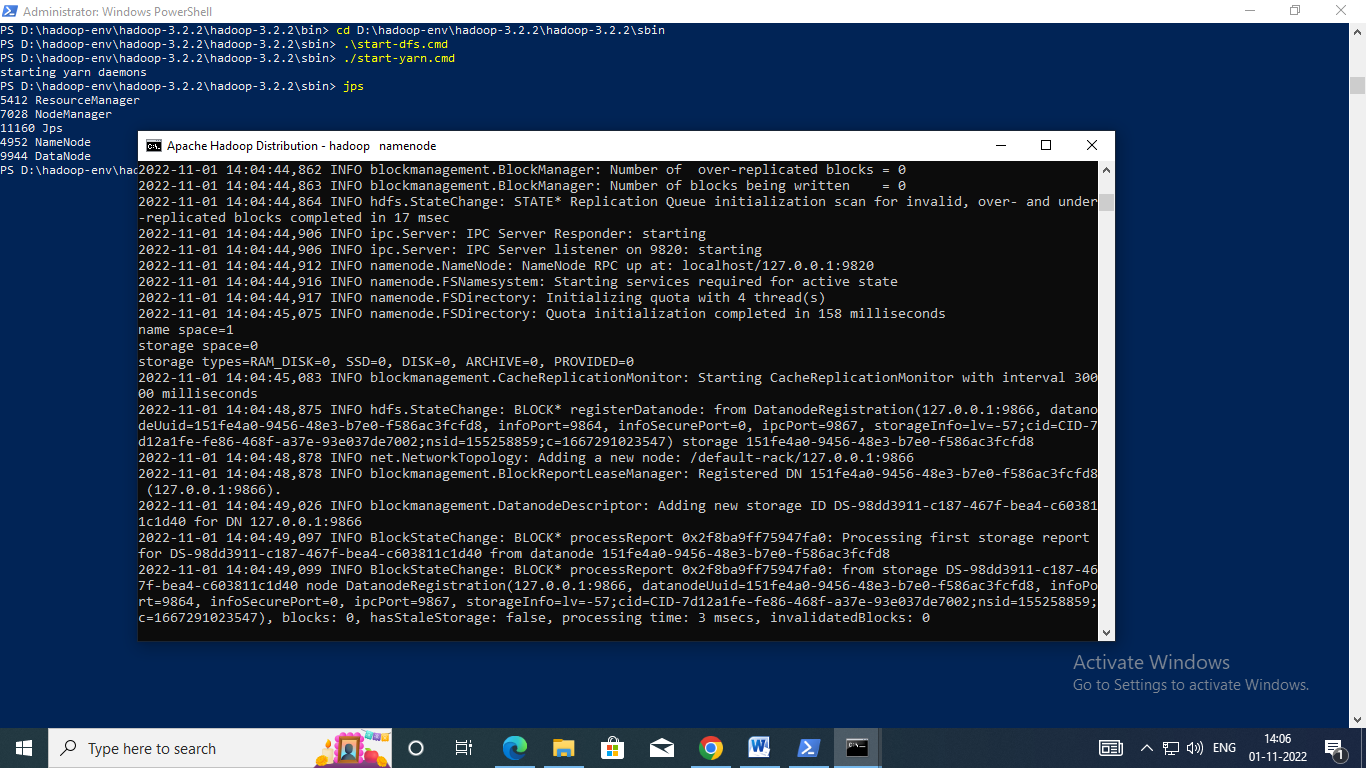 Administrator: Windows PowerShell
PS D:\hadoop-env\hadoop-3.2.2\hadoop-3.2.2\bin> cd D:\hadoop-env\hadoop-3.2.2\hadoop-3.2.2\sbin
PS D:\hadoop-env\hadoop-3.2.2\hadoop-3.2.2\sbin> .\start-dfs.cmd
PS D:\hadoop-env\hadoop-3.2.2\hadoop-3.2.2\sbin> ./start-yarn.cmd
starting yarn daemons
PS D:\hadoop-env\hadoop-3.2.2\hadoop-3.2.2\sbin> jps
5412 ResourceManager
7028 NodeManager
11160 Jps
4952 NameNode
9944 DataNode
PS D:\hadoop-env\had
Apache Hadoop Distribution - hadoop   namenode
2022-11-01 14:04:44,862 INFO blockmanagement.BlockManager: Number of  over-replicated blocks = 0
2022-11-01 14:04:44,863 INFO blockmanagement.BlockManager: Number of blocks being written    = 0
2022-11-01 14:04:44,864 INFO hdfs.StateChange: STATE* Replication Queue initialization scan for invalid, over- and under
-replicated blocks completed in 17 msec
2022-11-01 14:04:44,906 INFO ipc.Server: IPC Server Responder: starting
2022-11-01 14:04:44,906 INFO ipc.Server: IPC Server listener on 9820: starting
2022-11-01 14:04:44,912 INFO namenode.NameNode: NameNode RPC up at: localhost/127.0.0.1:9820
2022-11-01 14:04:44,916 INFO namenode.FSNamesystem: Starting services required for active state
2022-11-01 14:04:44,917 INFO namenode.FSDirectory: Initializing quota with 4 thread(s)
2022-11-01 14:04:45,075 INFO namenode.FSDirectory: Quota initialization completed in 158 milliseconds
name space=1
storage space=0
storage types=RAM_DISK=0, SSD=0, DISK=0, ARCHIVE=0, PROVIDED=0
2022-11-01 14:04:45,083 INFO blockmanagement.CacheReplicationMonitor: Starting CacheReplicationMonitor with interval 300
00 milliseconds
2022-11-01 14:04:48,875 INFO hdfs.StateChange: BLOCK* registerDatanode: from DatanodeRegistration(127.0.0.1:9866, datano
deUuid=151fe4a0-9456-48e3-b7e0-f586ac3fcfd8, infoPort=9864, infoSecurePort=0, ipcPort=9867, storageInfo=lv=-57;cid=CID-7
d12a1fe-fe86-468f-a37e-93e037de7002;nsid=155258859;c=1667291023547) storage 151fe4a0-9456-48e3-b7e0-f586ac3fcfd8
2022-11-01 14:04:48,878 INFO net.NetworkTopology: Adding a new node: /default-rack/127.0.0.1:9866
2022-11-01 14:04:48,878 INFO blockmanagement.BlockReportLeaseManager: Registered DN 151fe4a0-9456-48e3-b7e0-f586ac3fcfd8
 (127.0.0.1:9866).
2022-11-01 14:04:49,026 INFO blockmanagement.DatanodeDescriptor: Adding new storage ID DS-98dd3911-c187-467f-bea4-c60381
1c1d40 for DN 127.0.0.1:9866
2022-11-01 14:04:49,097 INFO BlockStateChange: BLOCK* processReport 0x2f8ba9ff75947fa0: Processing first storage report
for DS-98dd3911-c187-467f-bea4-c603811c1d40 from datanode 151fe4a0-9456-48e3-b7e0-f586ac3fcfd8
2022-11-01 14:04:49,099 INFO BlockStateChange: BLOCK* processReport 0x2f8ba9ff75947fa0: from storage DS-98dd3911-c187-46
7f-bea4-c603811c1d40 node DatanodeRegistration(127.0.0.1:9866, datanodeUuid=151fe4a0-9456-48e3-b7e0-f586ac3fcfd8, infoPo
rt=9864, infoSecurePort=0, ipcPort=9867, storageInfo=lv=-57;cid=CID-7d12a1fe-fe86-468f-a37e-93e037de7002;nsid=155258859;
c=1667291023547), blocks: 0, hasStaleStorage: false, processing time: 3 msecs, invalidatedBlocks: 0
Activate Windows
Go to Settings to activate Windows.
Type here to search
ENG
14:06
01-11-2022
1